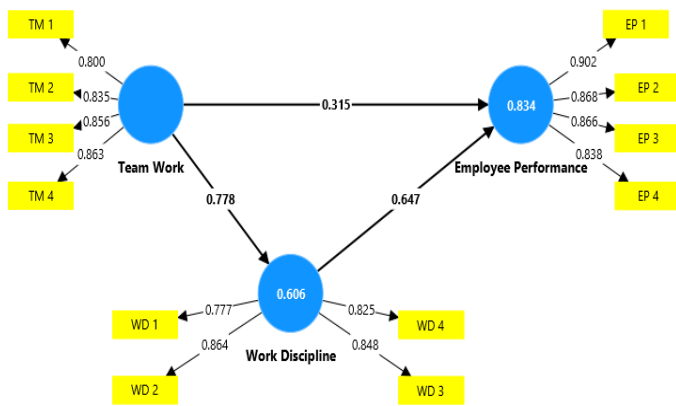 TM 1
EP 1
0.800
0.902
TM 2
0.835
0.868
EP 2
0.315
0.834
TM 3
0.856
0.866
EP 3
0.863
0.838
Team Work
Employee Performance
TM 4
EP 4
0.778
0.647
0.606
WD 1
0.777
0.825
WD 4
0.864
0.848
Work Discipline
WD 2
WD 3